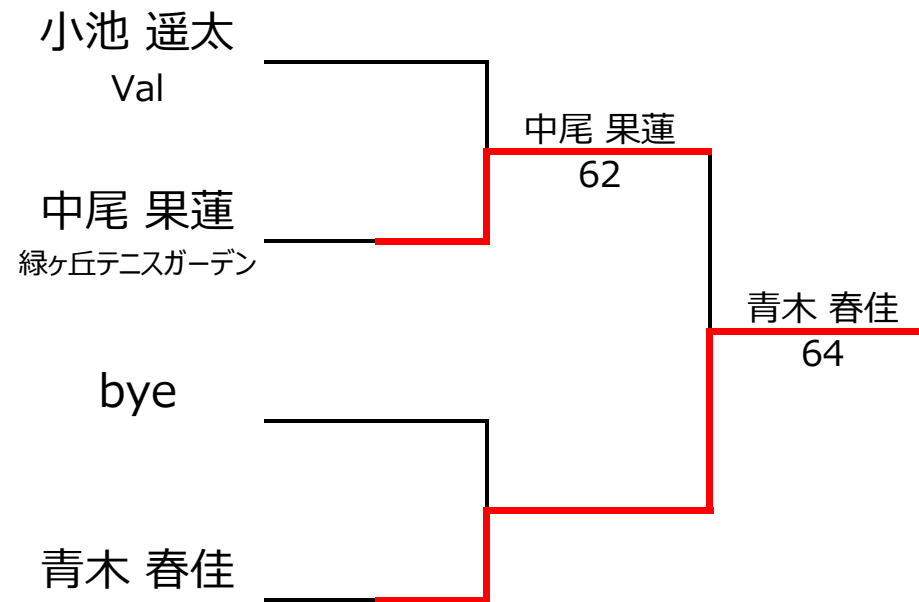 小池 遥太
Val
中尾 果蓮
62
中尾 果蓮
緑ヶ丘テニスガーデン
青木 春佳
64
bye
青木 春佳